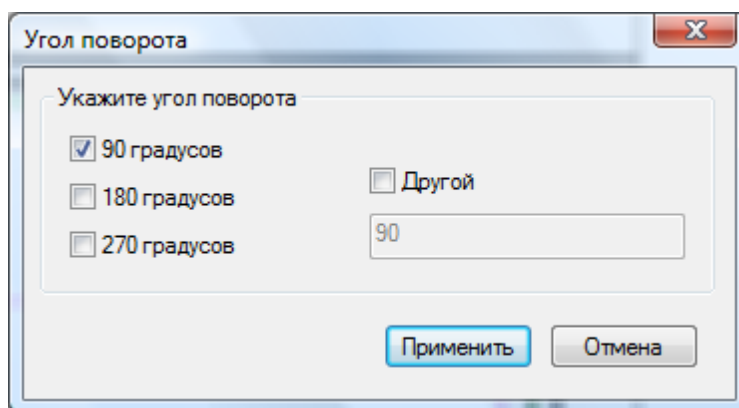 Угол поворота
Укажите угол поворота
90 градусов
180 градусов
270 градусов
Другой
90
Применить
Отмена